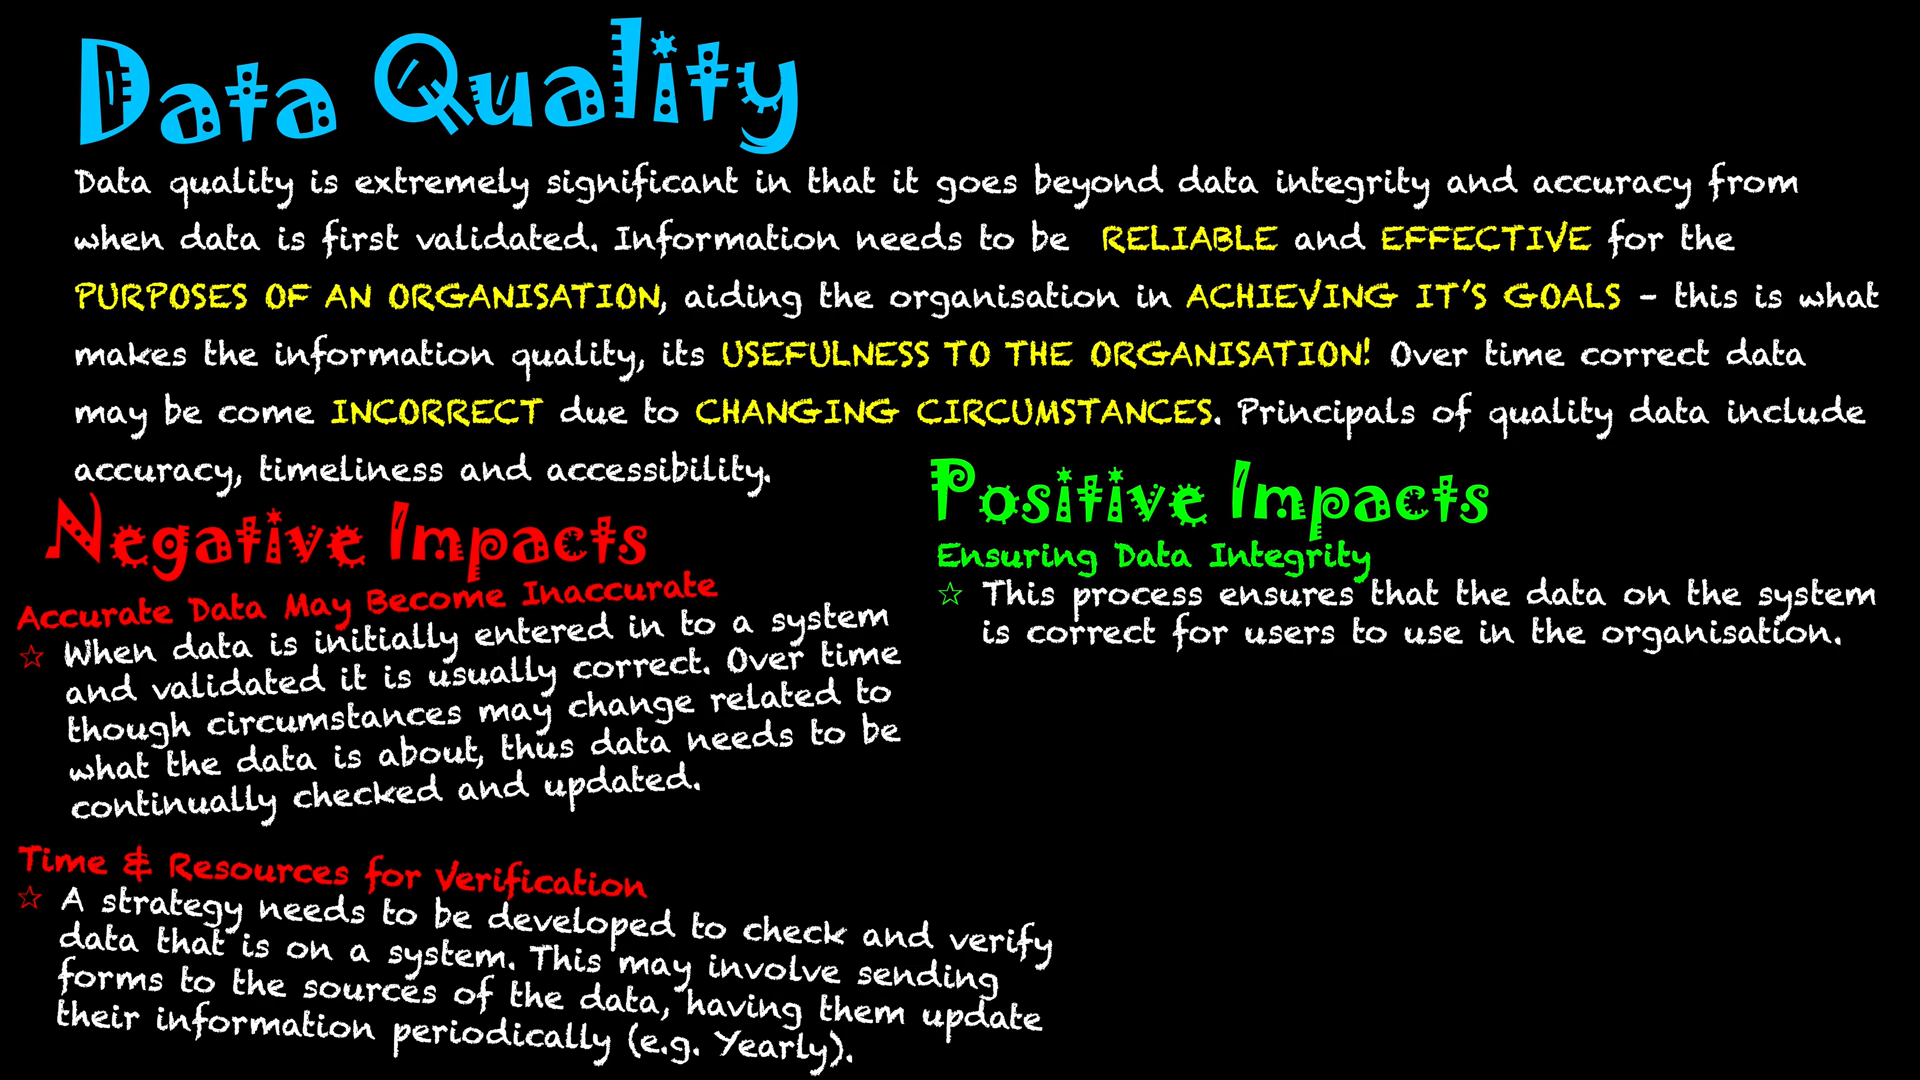 Data Quality
Data quality is extremely significant in that it goes beyond data integrity and accuracy from
when data is first validated. Information needs to be RELIABLE and EFFECTIVE for the
PURPOSES OF AN ORGANISATION, aiding the organisation in ACHIEVING IT'S GOALS – this is what
makes the information quality, its USEFULNESS TO THE ORGANISATION! Over time correct data
may be come INCORRECT due to CHANGING CIRCUMSTANCES. Principals of quality data include
accuracy, timeliness and accessibility.
Negative Impacts
Accurate Data May Become Inaccurate
☆ When data is initially entered in to a system
and validated it is usually correct. Over time
though circumstances may change related to
what the data is about, thus data needs to be
continually checked and updated.
Time & Resources for Verification
☆ A strategy needs to be developed to check and verify
data that is on a system. This may involve sending
forms to the sources of the data, having them update
their information periodically (e.g. Yearly).
Positive Impacts
Ensuring Data Integrity
☆ This process ensures that the data on the system
is correct for users to use in the organisation.